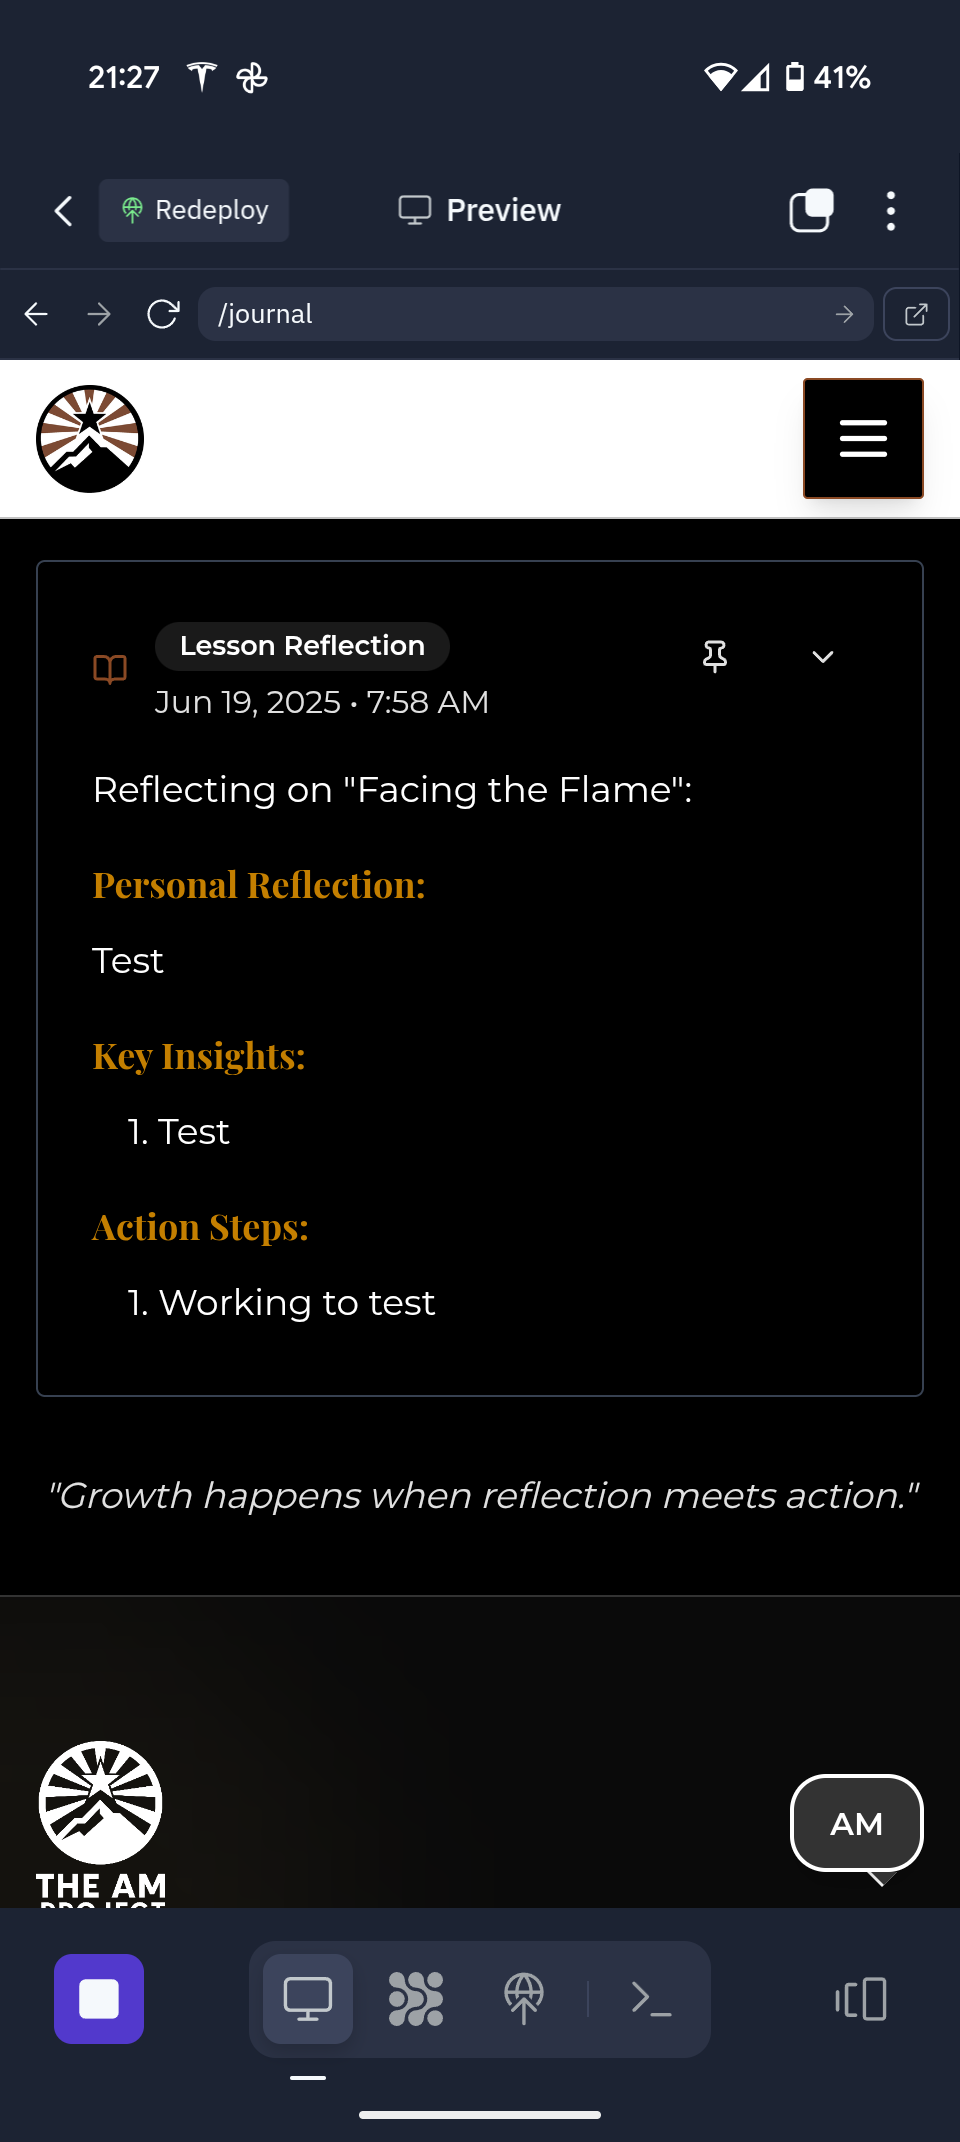 21:27
41%
Redeploy
Preview
/journal
Lesson Reflection
Jun 19, 2025 • 7:58 AM
Reflecting on "Facing the Flame":
Personal Reflection:
Test
Key Insights:
1. Test
Action Steps:
1. Working to test
"Growth happens when reflection meets action."
THE AM
PROJECT
AM